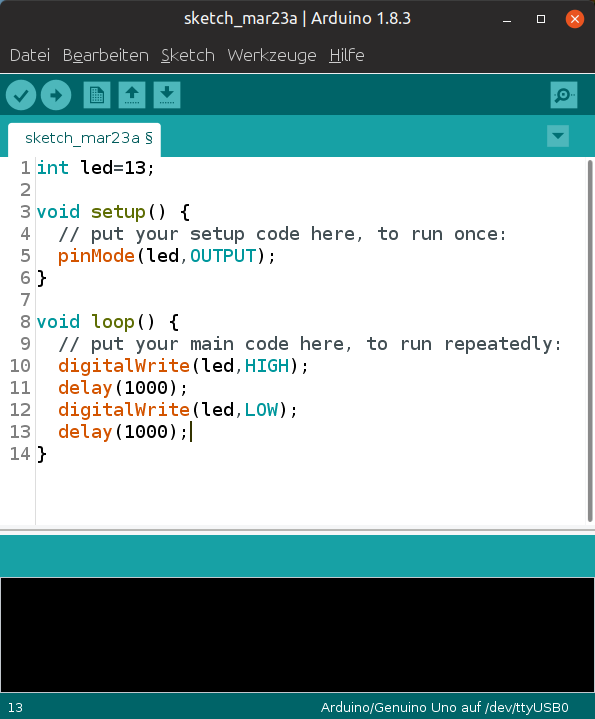 sketch_mar23a | Arduino 1.8.3
Datei Bearbeiten Sketch Werkzeuge Hilfe
sketch_mar23a §
1 int led=13;
2
3 void setup() {
4   // put your setup code here, to run once:
5   pinMode(led,OUTPUT);
6 }
7
8 void loop() {
9   // put your main code here, to run repeatedly:
10   digitalWrite(led,HIGH);
11   delay(1000);
12   digitalWrite(led,LOW);
13   delay(1000);
14 }
13 Arduino/Genuino Uno auf /dev/ttyUSB0